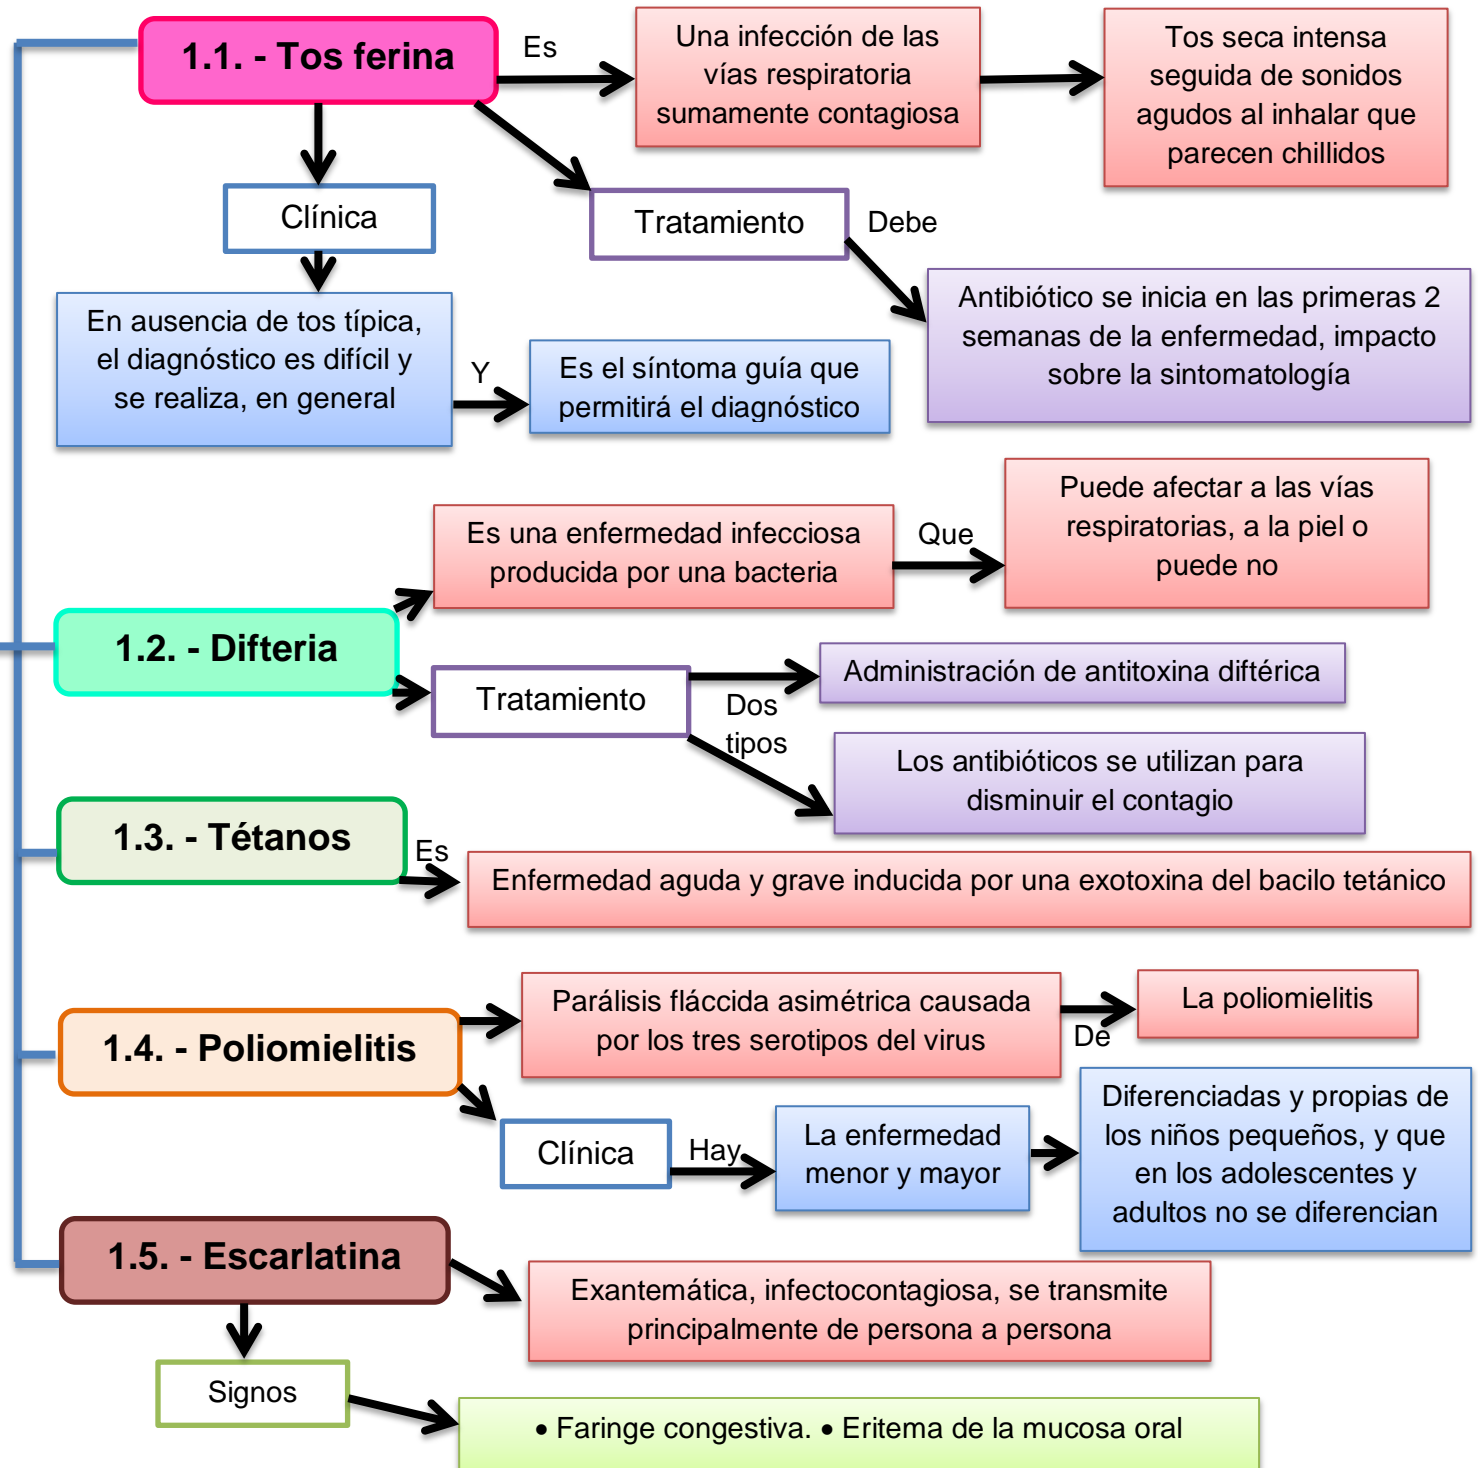 1.1. - Tos ferina
Es
Una infección de las
vías respiratoria
sumamente contagiosa
Tos seca intensa
seguida de sonidos
agudos al inhalar que
parecen chillidos
Clínica
Tratamiento
Debe
En ausencia de tos típica,
el diagnóstico es difícil y
se realiza, en general
Y
Es el síntoma guía que
permitirá el diagnóstico
Antibiótico se inicia en las primeras 2
semanas de la enfermedad, impacto
sobre la sintomatología
1.2. - Difteria
Es una enfermedad infecciosa
producida por una bacteria
Que
Puede afectar a las vías
respiratorias, a la piel o
puede no
Tratamiento
Dos
tipos
Administración de antitoxina diftérica
Los antibióticos se utilizan para
disminuir el contagio
1.3. - Tétanos
Es
Enfermedad aguda y grave inducida por una exotoxina del bacilo tetánico
1.4. - Poliomielitis
Parálisis fláccida asimétrica causada
por los tres serotipos del virus
De
La poliomielitis
Clínica
Hay
La enfermedad
menor y mayor
Diferenciadas y propias de
los niños pequeños, y que
en los adolescentes y
adultos no se diferencian
1.5. - Escarlatina
Exantemática, infectocontagiosa, se transmite
principalmente de persona a persona
Signos
• Faringe congestiva. • Eritema de la mucosa oral